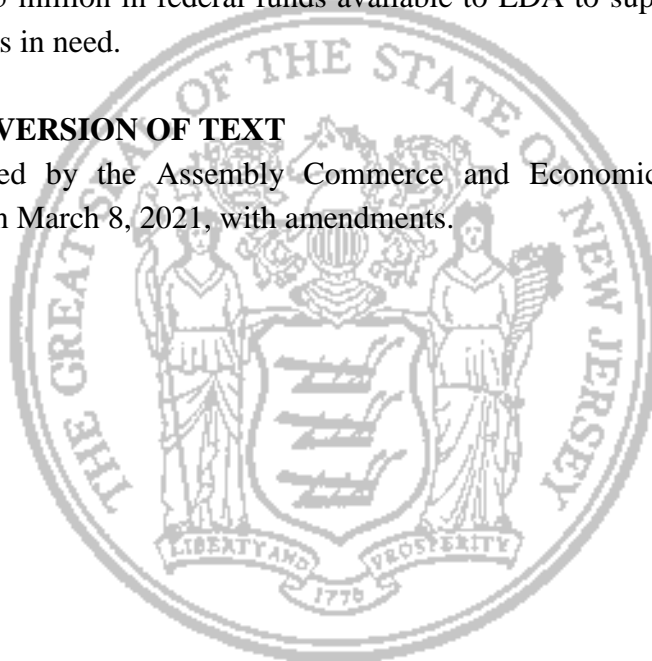 million in federal funds available to EDA to sup
s in need.
VERSION OF TEXT
ed by the Assembly Commerce and Economic
n March 8, 2021, with amendments.
THE GREAT SEAL OF THE STATE OF NEW JERSEY
LIBERTY AND PROSPERITY
1776